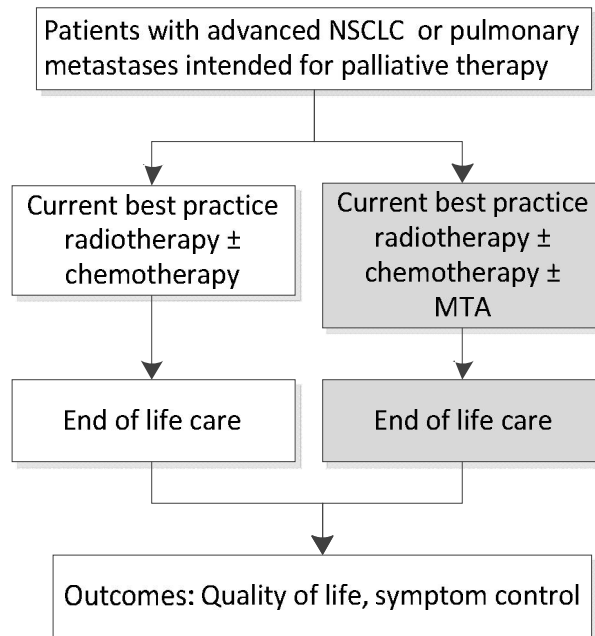 Patients with advanced NSCLC or pulmonary
metastases intended for palliative therapy
Current best practice
radiotherapy ±
chemotherapy
Current best practice
radiotherapy ±
chemotherapy ±
MTA
End of life care
End of life care
Outcomes: Quality of life, symptom control